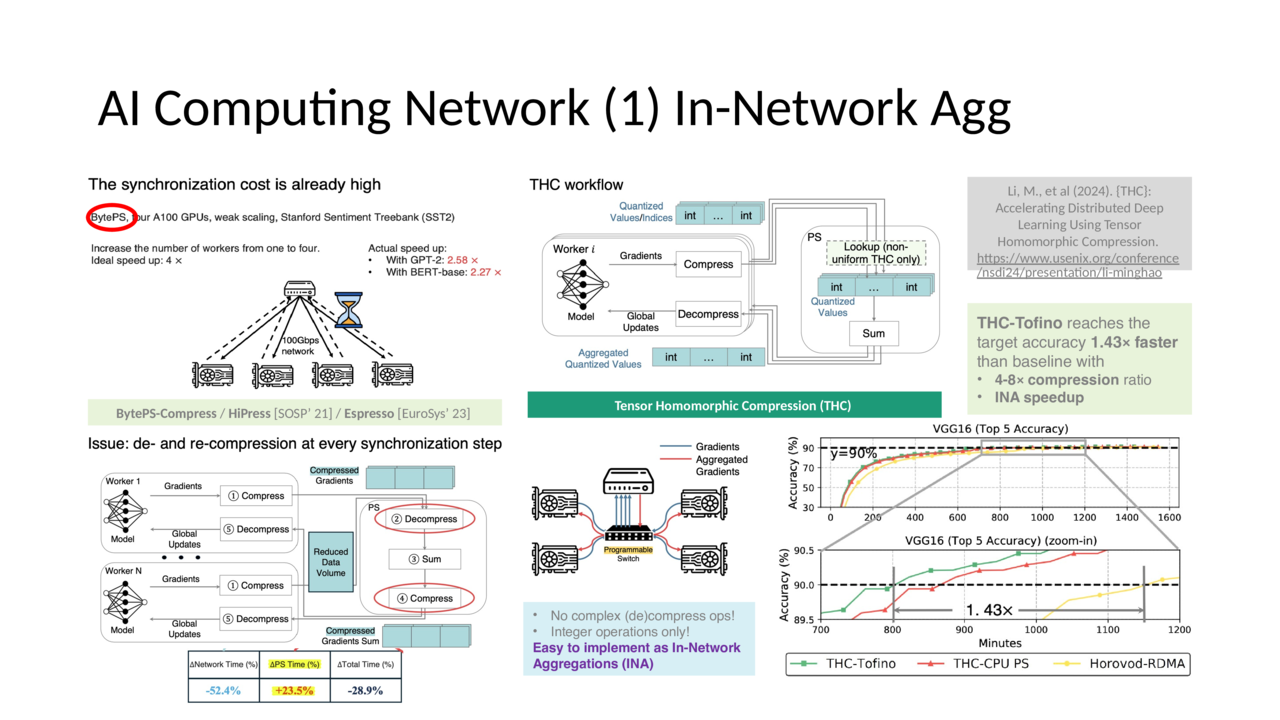 AI Computing Network (1) In-Network Agg
The synchronization cost is already high
BytePS, four A100 GPUs, weak scaling, Stanford Sentiment Treebank (SST2)
Increase the number of workers from one to four.
Ideal speed up: 4 ×
Actual speed up:
• With GPT-2: 2.58 ×
• With BERT-base: 2.27 ×
100Gbps
network
BytePS-Compress / HiPress [SOSP' 21] / Espresso [EuroSys' 23]
Issue: de- and re-compression at every synchronization step
Worker 1
Gradients
① Compress
Compressed
Gradients
PS
② Decompress
⑤ Decompress
Model
Global
Updates
• • •
Reduced
Data
Volume
③ Sum
Worker N
Gradients
① Compress
④ Compress
⑤ Decompress
Model
Global
Updates
Compressed
Gradients Sum
ΔNetwork Time (%) ΔPS Time (%) ΔTotal Time (%)
-52.4% +23.5% -28.9%
THC workflow
Quantized
Values/Indices
int … int
Worker i
Gradients
Compress
PS
Lookup (non-
uniform THC only)
int … int
Quantized
Values
Model
Global
Updates
Decompress
Sum
Aggregated
Quantized Values
int … int
Tensor Homomorphic Compression (THC)
Gradients
Aggregated
Gradients
Programmable
Switch
• No complex (de)compress ops!
• Integer operations only!
Easy to implement as In-Network
Aggregations (INA)
Li, M., et al (2024). {THC}:
Accelerating Distributed Deep
Learning Using Tensor
Homomorphic Compression.
https://www.usenix.org/conference
/nsdi24/presentation/li-minghao
THC-Tofino reaches the
target accuracy 1.43× faster
than baseline with
• 4-8× compression ratio
• INA speedup
VGG16 (Top 5 Accuracy)
Accuracy (%)
90
70
50
30
y=90%
0 200 400 600 800 1000 1200 1400 1600
VGG16 (Top 5 Accuracy) (zoom-in)
Accuracy (%)
90.5
90.0
89.5
1. 43×
700 800 900 1000 1100 1200
Minutes
THC-Tofino THC-CPU PS Horovod-RDMA